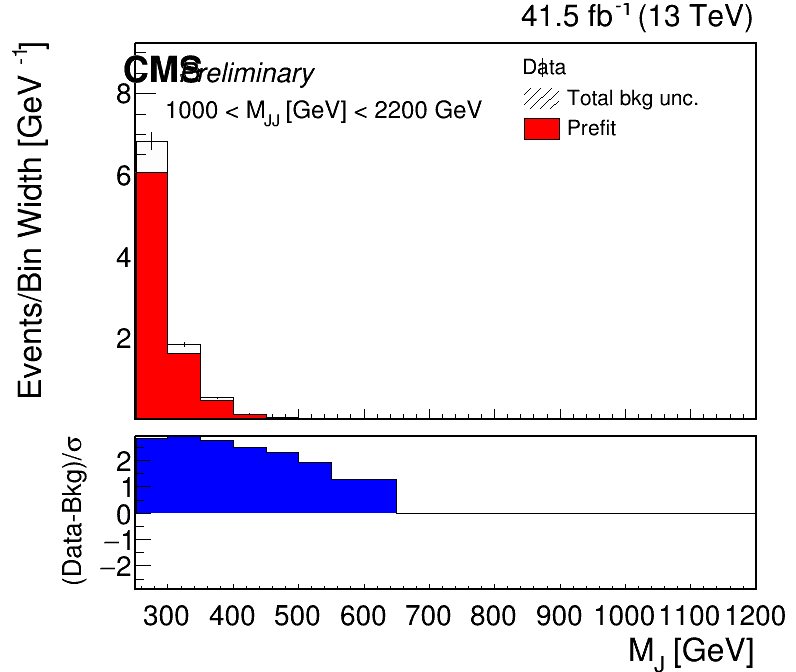 41.5 fb⁻¹ (13 TeV)
CMS Preliminary
1000 < M_JJ [GeV] < 2200 GeV
Data
Total bkg unc.
Prefit
Events/Bin Width [GeV⁻¹]
8
6
4
2
(Data-Bkg)/σ
2
1
0
−1
−2
300 400 500 600 700 800 900 1000 1100 1200
M_J [GeV]